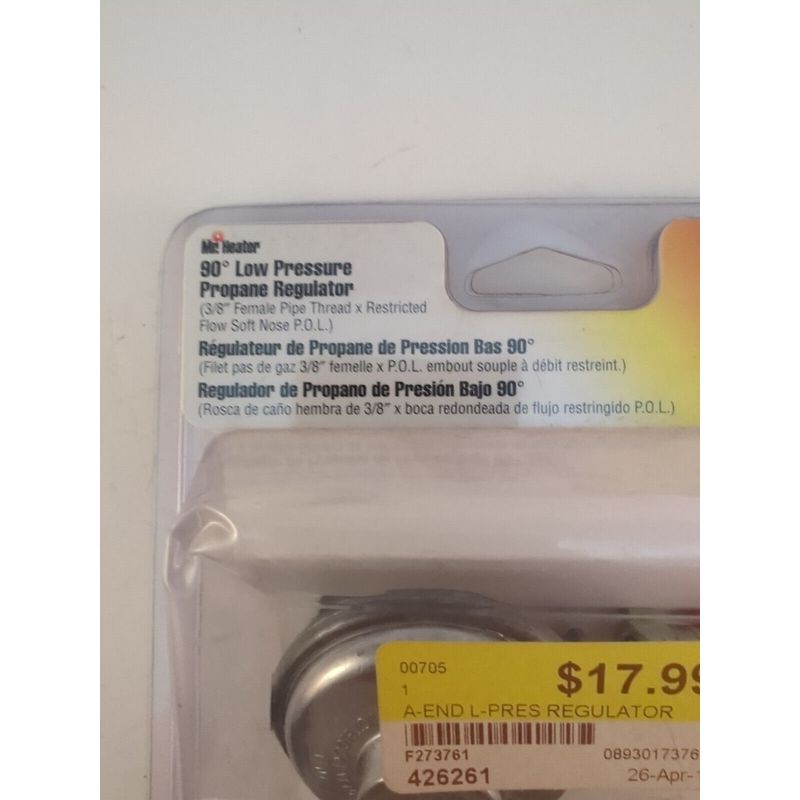 Mr. Heater
90° Low Pressure
Propane Regulator
(3/8" Female Pipe Thread x Restricted
Flow Soft Nose P.O.L.)
Régulateur de Propane de Pression Bas 90°
(Filet pas de gaz 3/8" femelle x P.O.L. embout souple à débit restreint.)
Regulador de Propano de Presión Bajo 90°
(Rosca de caño hembra de 3/8" x boca redondeada de flujo restringido P.O.L.)
00705
1
$17.99
A-END L-PRES REGULATOR
F273761
0893017376
426261
26-Apr-1